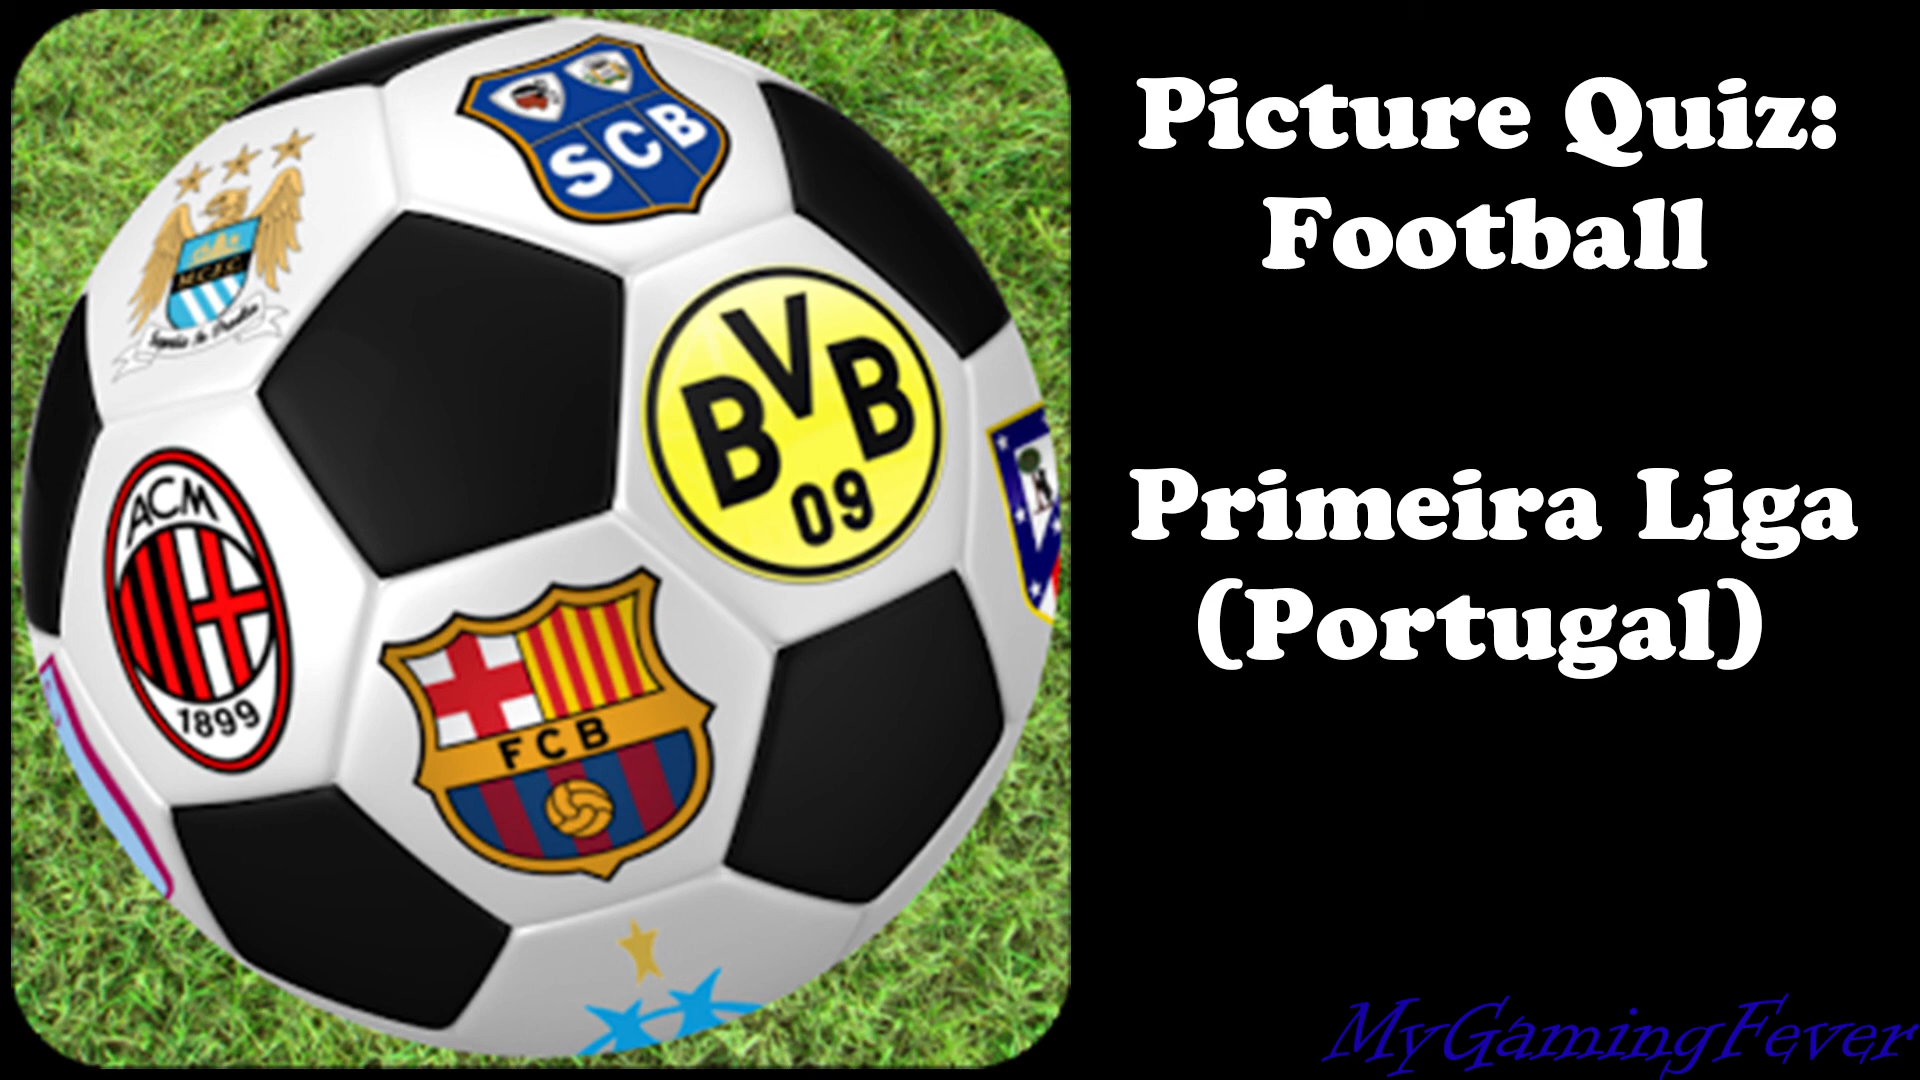 Picture Quiz:
Football
Primeira Liga
(Portugal)
SCB
M.C.F.C.
BVB
09
ACM
1899
FCB
MyGamingFever